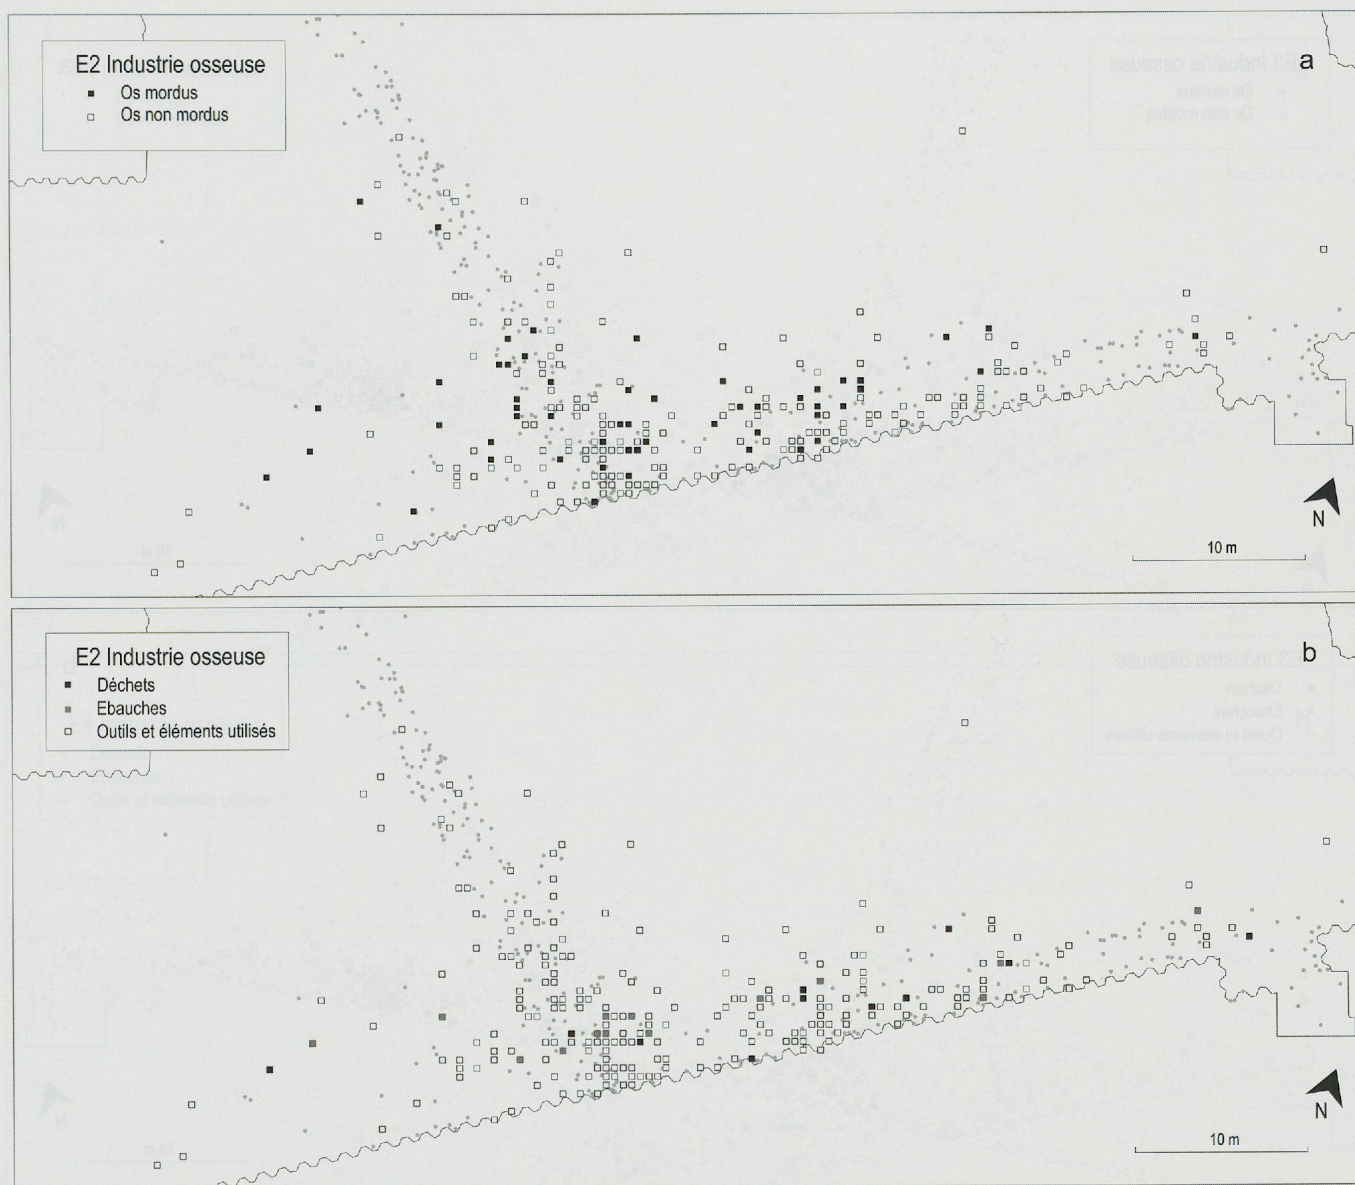 E2 Industrie osseuse
Os mordus
Os non mordus
a
N
10 m
E2 Industrie osseuse
Déchets
Ebauches
Outils et éléments utilisés
b
N
10 m